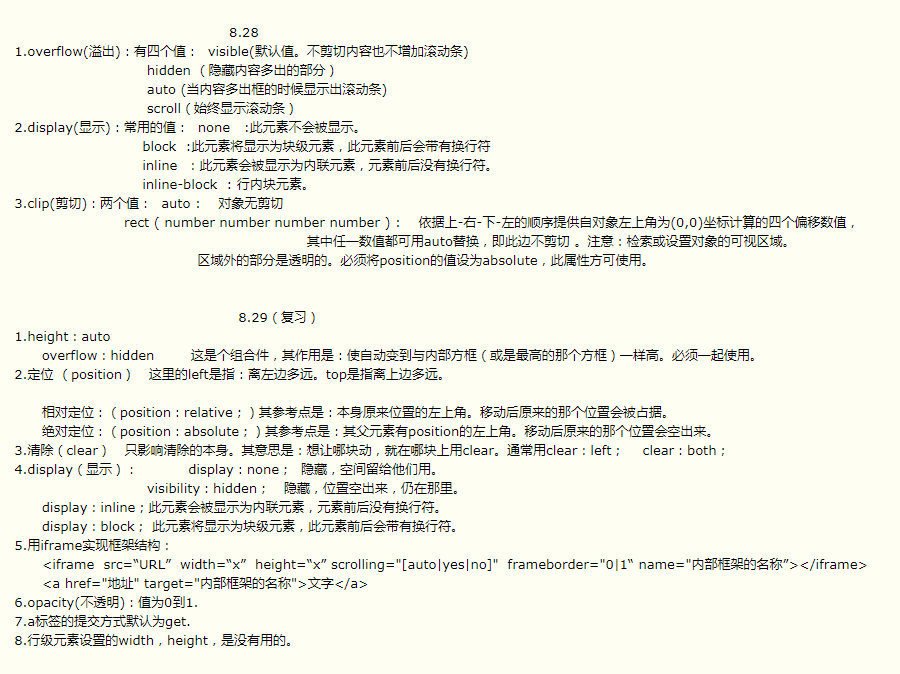 8.28
1.overflow(溢出)：有四个值： visible(默认值。不剪切内容也不增加滚动条)
hidden （隐藏内容多出的部分）
auto (当内容多出框的时候显示出滚动条)
scroll（始终显示滚动条）
2.display(显示)：常用的值： none :此元素不会被显示。
block :此元素将显示为块级元素，此元素前后会带有换行符
inline ：此元素会被显示为内联元素，元素前后没有换行符。
inline-block ：行内块元素。
3.clip(剪切)：两个值： auto： 对象无剪切
rect（number number number number）： 依据上-右-下-左的顺序提供自对象左上角为(0,0)坐标计算的四个偏移数值，
其中任一数值都可用auto替换，即此边不剪切 。注意：检索或设置对象的可视区域。
区域外的部分是透明的。必须将position的值设为absolute，此属性方可使用。
8.29（复习）
1.height：auto
overflow：hidden 这是个组合件，其作用是：使自动变到与内部方框（或是最高的那个方框）一样高。必须一起使用。
2.定位 （position） 这里的left是指：离左边多远。top是指离上边多远。
相对定位：（position：relative；）其参考点是：本身原来位置的左上角。移动后原来的那个位置会被占据。
绝对定位：（position：absolute；）其参考点是：其父元素有position的左上角。移动后原来的那个位置会空出来。
3.清除（clear） 只影响清除的本身。其意思是：想让哪块动，就在哪块上用clear。通常用clear：left； clear：both；
4.display（显示）： display：none； 隐藏，空间留给他们用。
visibility：hidden； 隐藏，位置空出来，仍在那里。
display：inline；此元素会被显示为内联元素，元素前后没有换行符。
display：block； 此元素将显示为块级元素，此元素前后会带有换行符。
5.用iframe实现框架结构：
<iframe src=“URL” width=“x” height=“x” scrolling="[auto|yes|no]" frameborder="0|1“ name="内部框架的名称”></iframe>
<a href="地址" target="内部框架的名称">文字</a>
6.opacity(不透明)：值为0到1.
7.a标签的提交方式默认为get.
8.行级元素设置的width，height，是没有用的。